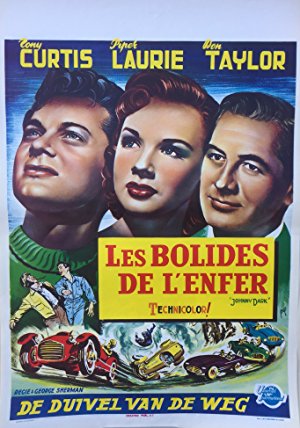 Tony Piper Don
CURTIS LAURIE TAYLOR
LES BOLIDES
DE L'ENFER
"JOHNNY DARK"
TECHNICOLOR!
REGIE : GEORGE SHERMAN
DE DUIVEL VAN DE WEG